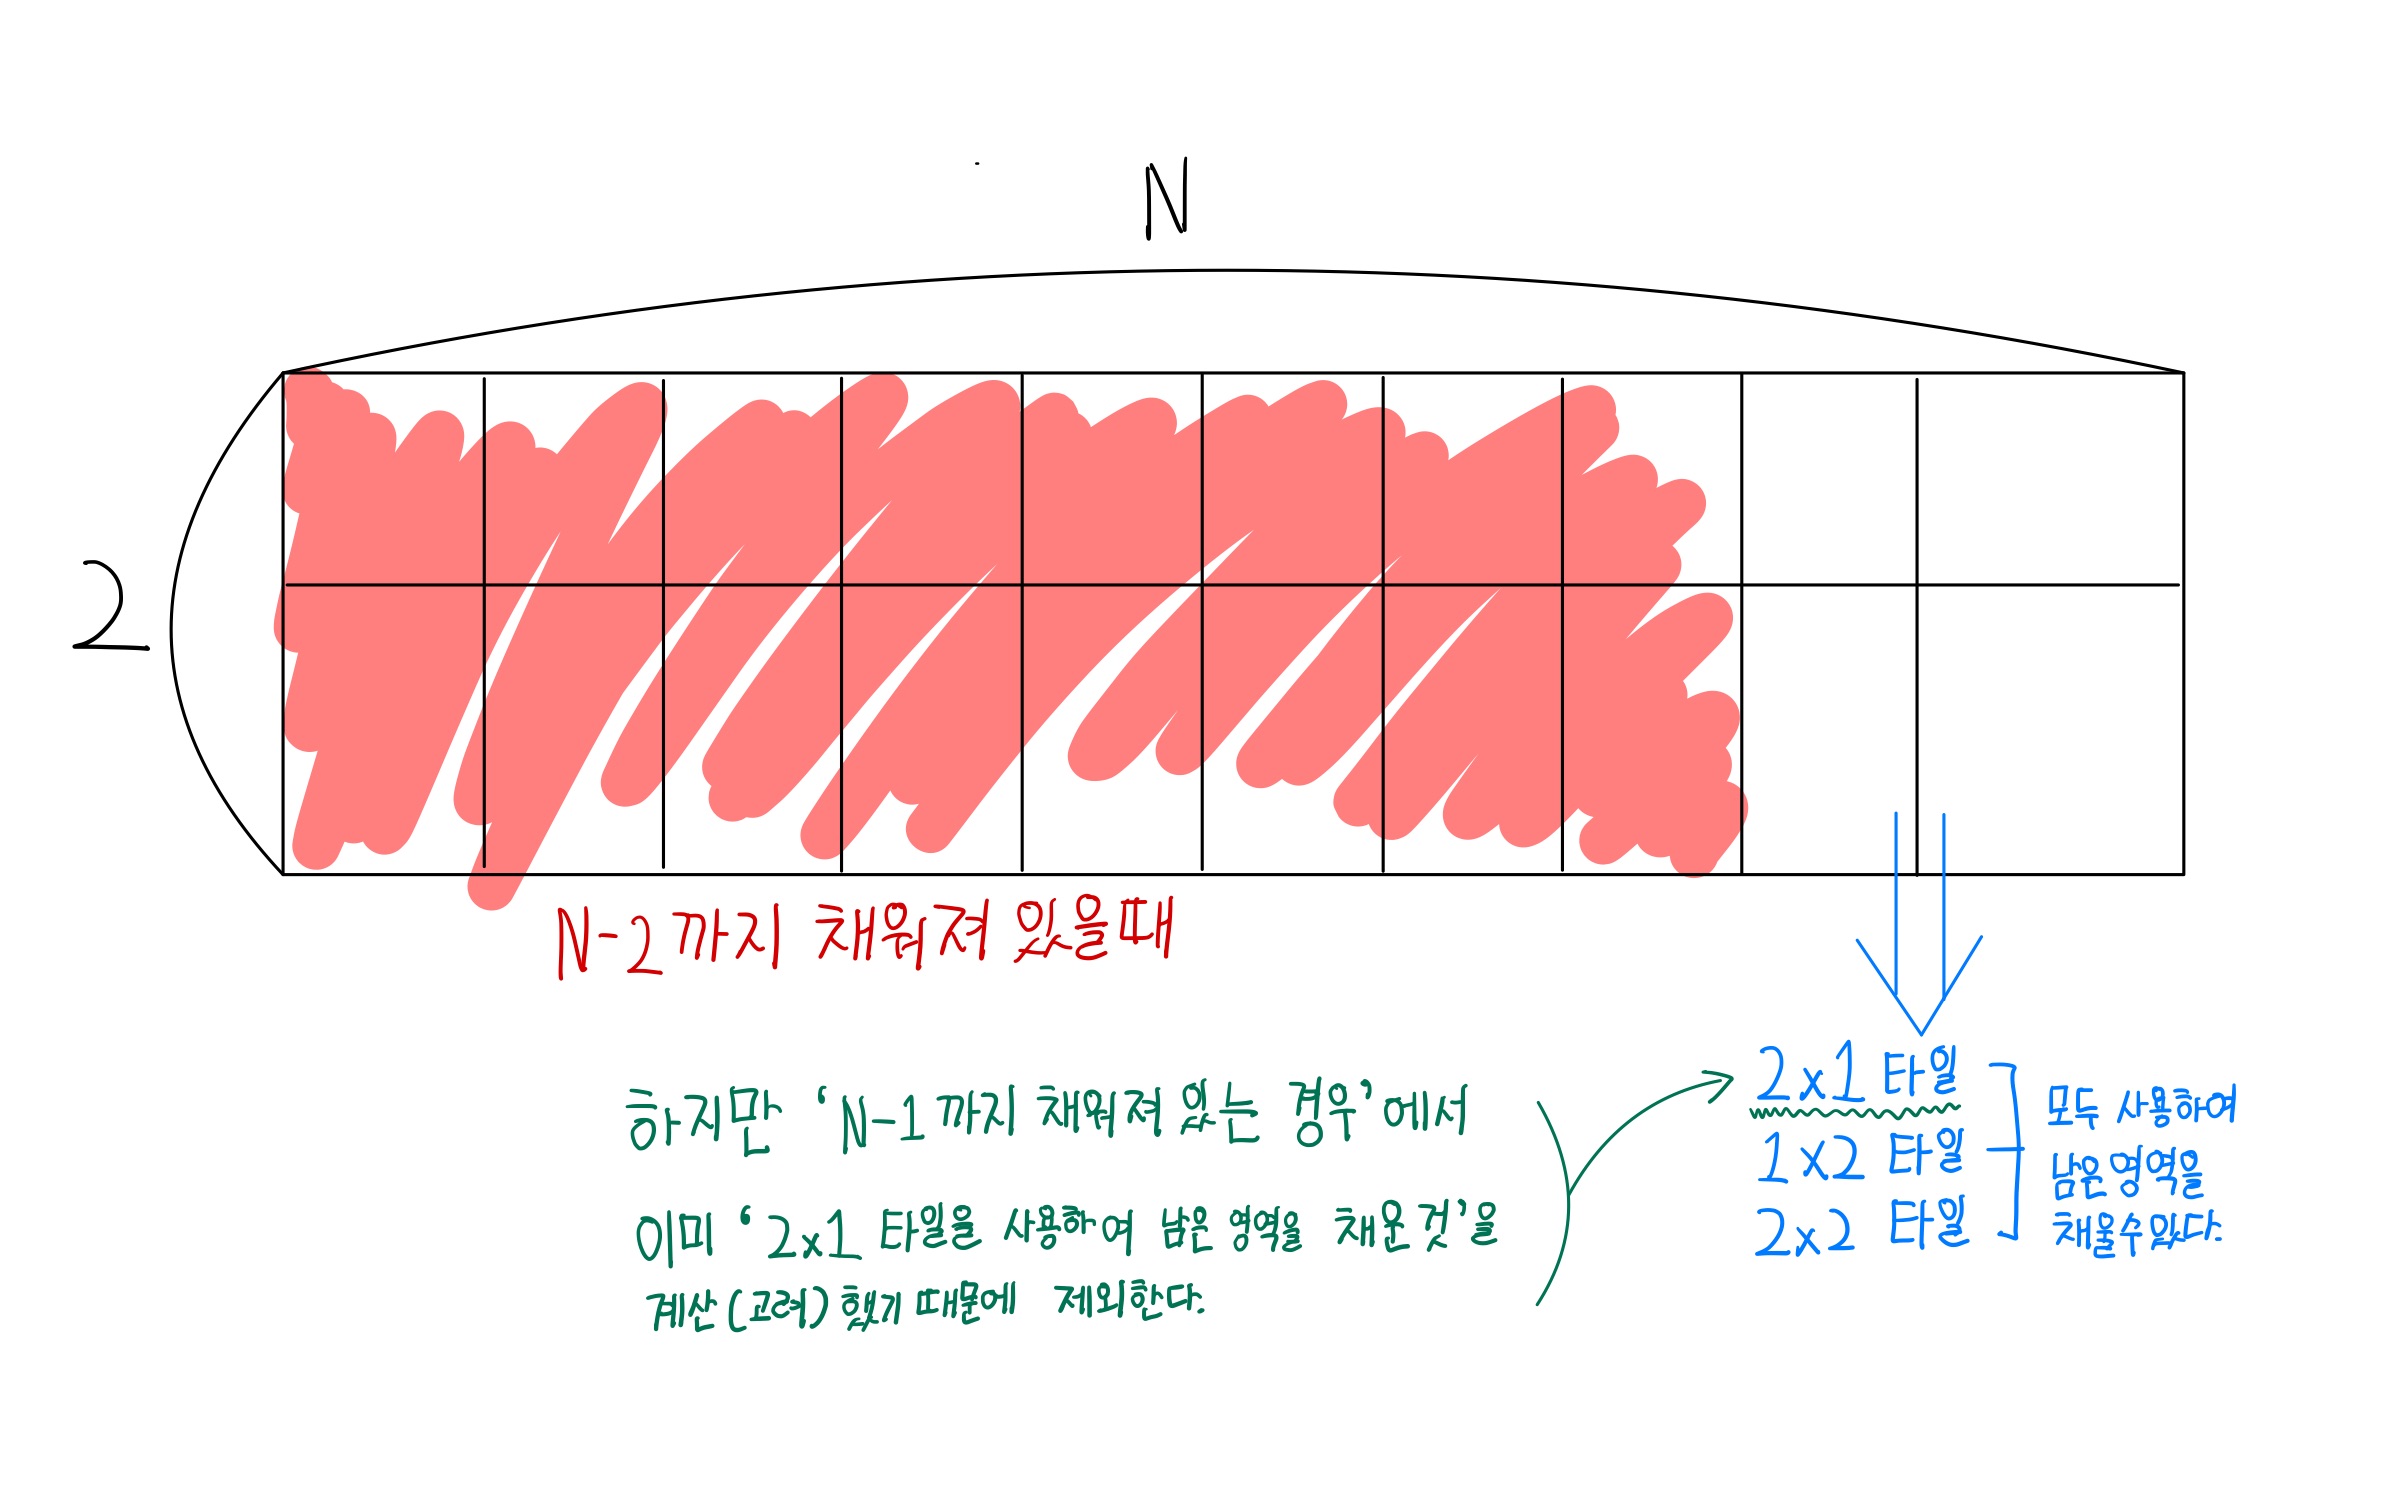 N
2
N-2까지 채워져 있을때
하지만 'N-1까지 채워져있는 경우'에서
이미 '2x1 타일을 사용하여 남은 영역을 채운것'을
계산(고려)했기 때문에 제외한다.
2x1 타일
1x2 타일
2x2 타일
모두 사용하여
남은영역을
채울수있다